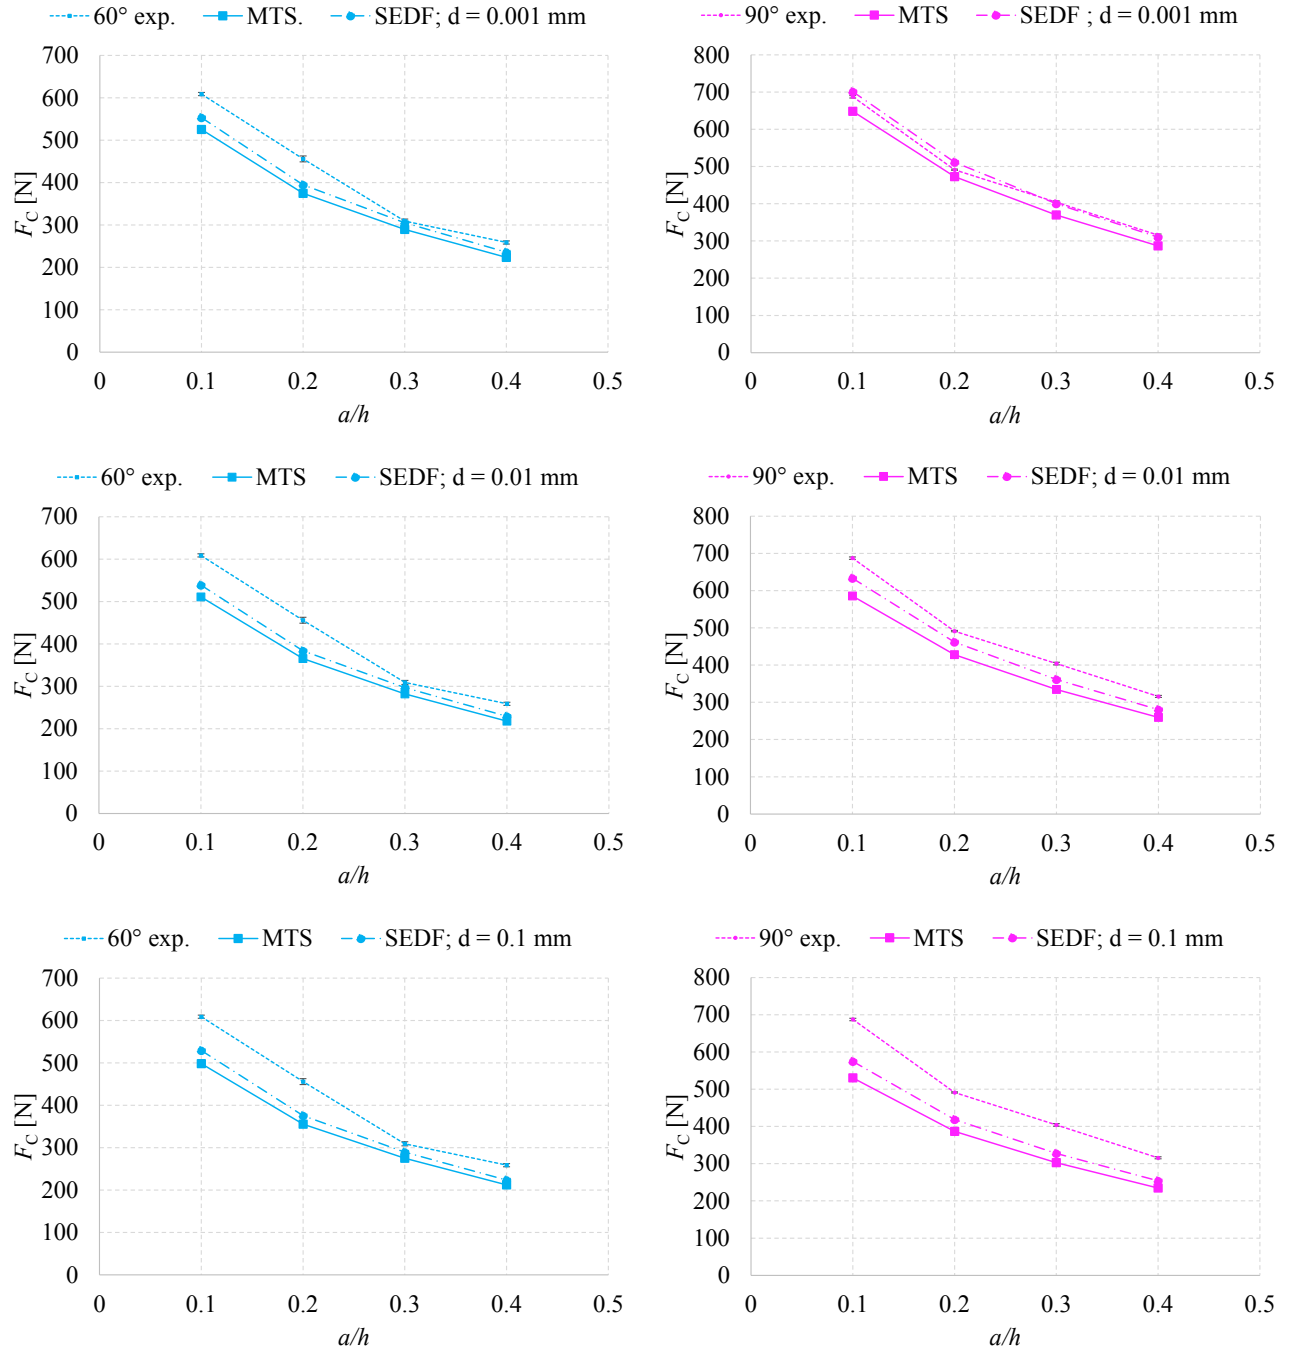 60° exp. MTS. SEDF; d = 0.001 mm
700
600
500
400
300
200
100
0
F_C [N]
0 0.1 0.2 0.3 0.4 0.5
a/h
90° exp. MTS SEDF ; d = 0.001 mm
800
700
600
500
400
300
200
100
0
F_C [N]
0 0.1 0.2 0.3 0.4 0.5
a/h
60° exp. MTS SEDF; d = 0.01 mm
700
600
500
400
300
200
100
0
F_C [N]
0 0.1 0.2 0.3 0.4 0.5
a/h
90° exp. MTS SEDF; d = 0.01 mm
800
700
600
500
400
300
200
100
0
F_C [N]
0 0.1 0.2 0.3 0.4 0.5
a/h
60° exp. MTS SEDF; d = 0.1 mm
700
600
500
400
300
200
100
0
F_C [N]
0 0.1 0.2 0.3 0.4 0.5
a/h
90° exp. MTS SEDF; d = 0.1 mm
800
700
600
500
400
300
200
100
0
F_C [N]
0 0.1 0.2 0.3 0.4 0.5
a/h